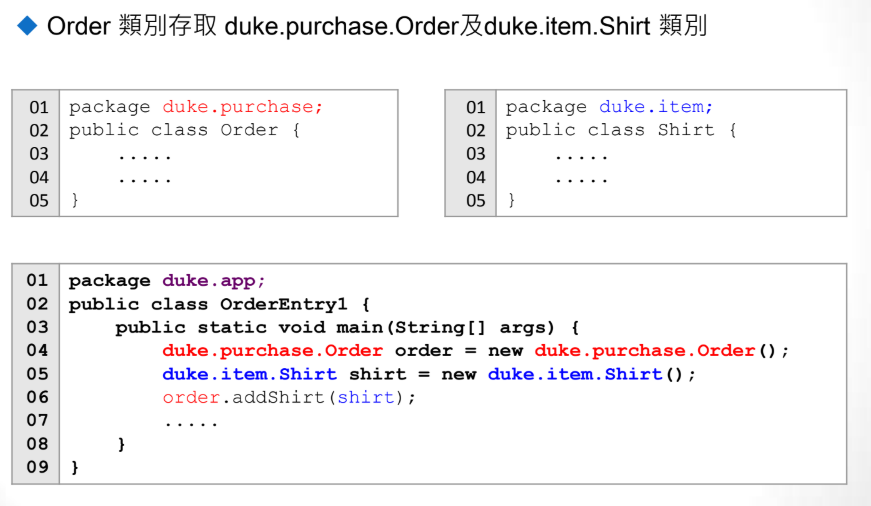 Order 類別存取 duke.purchase.Order及duke.item.Shirt 類別
01 package duke.purchase;
02 public class Order {
03     .....
04     .....
05 }
01 package duke.item;
02 public class Shirt {
03     .....
04     .....
05 }
01 package duke.app;
02 public class OrderEntry1 {
03     public static void main(String[] args) {
04         duke.purchase.Order order = new duke.purchase.Order();
05         duke.item.Shirt shirt = new duke.item.Shirt();
06         order.addShirt(shirt);
07         .....
08     }
09 }